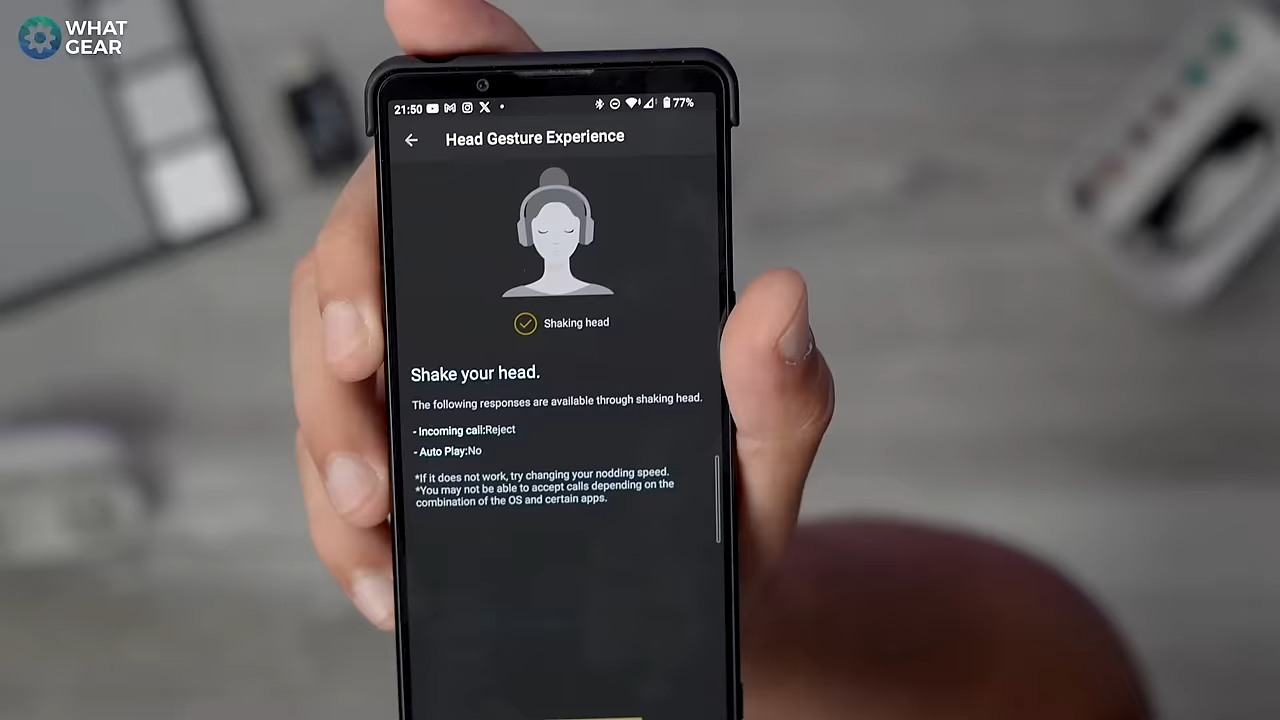 WHAT
GEAR
21:50
77%
Head Gesture Experience
Shaking head
Shake your head.
The following responses are available through shaking head.
- Incoming call:Reject
- Auto Play:No
*If it does not work, try changing your nodding speed.
*You may not be able to accept calls depending on the
combination of the OS and certain apps.